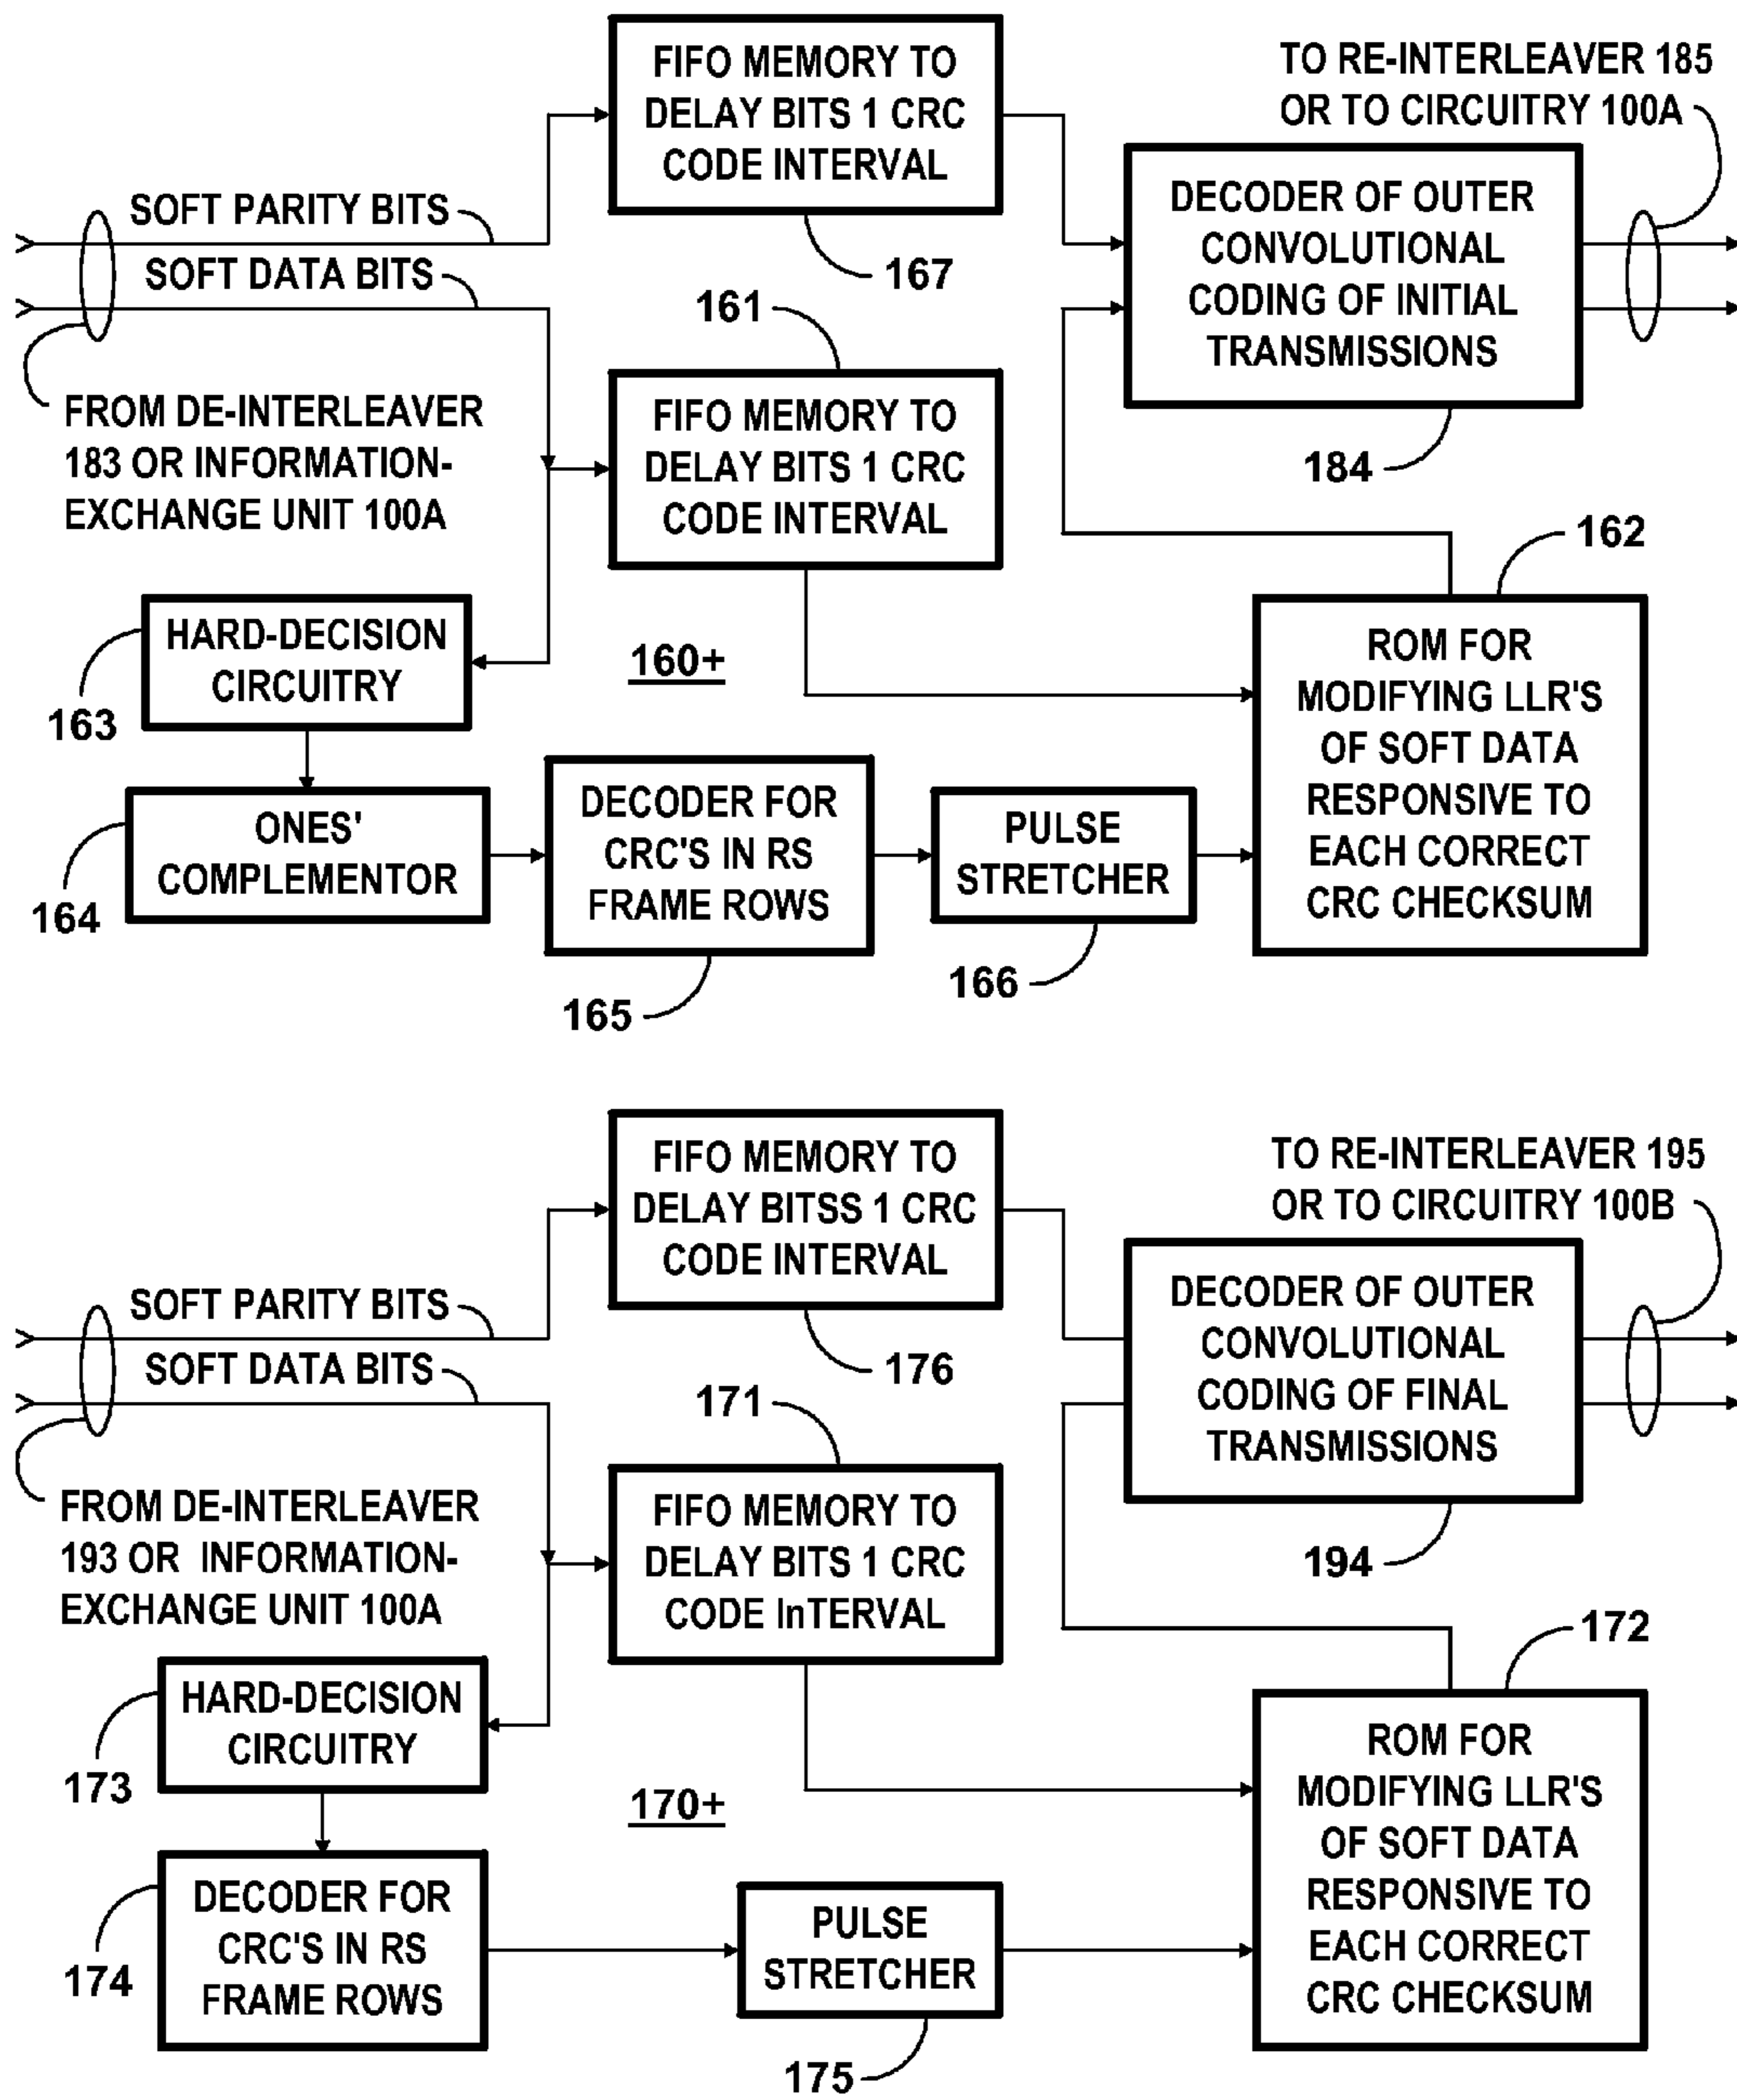 FIFO MEMORY TO
DELAY BITS 1 CRC
CODE INTERVAL
TO RE-INTERLEAVER 185
OR TO CIRCUITRY 100A
SOFT PARITY BITS
SOFT DATA BITS
167
DECODER OF OUTER
CONVOLUTIONAL
CODING OF INITIAL
TRANSMISSIONS
161
FROM DE-INTERLEAVER
183 OR INFORMATION-
EXCHANGE UNIT 100A
FIFO MEMORY TO
DELAY BITS 1 CRC
CODE INTERVAL
184
162
HARD-DECISION
CIRCUITRY
163
160+
ROM FOR
MODIFYING LLR'S
OF SOFT DATA
RESPONSIVE TO
EACH CORRECT
CRC CHECKSUM
ONES'
COMPLEMENTOR
164
DECODER FOR
CRC'S IN RS
FRAME ROWS
165
PULSE
STRETCHER
166
FIFO MEMORY TO
DELAY BITSS 1 CRC
CODE INTERVAL
TO RE-INTERLEAVER 195
OR TO CIRCUITRY 100B
SOFT PARITY BITS
SOFT DATA BITS
176
DECODER OF OUTER
CONVOLUTIONAL
CODING OF FINAL
TRANSMISSIONS
171
FROM DE-INTERLEAVER
193 OR INFORMATION-
EXCHANGE UNIT 100A
FIFO MEMORY TO
DELAY BITS 1 CRC
CODE InTERVAL
194
172
HARD-DECISION
CIRCUITRY
173
170+
ROM FOR
MODIFYING LLR'S
OF SOFT DATA
RESPONSIVE TO
EACH CORRECT
CRC CHECKSUM
DECODER FOR
CRC'S IN RS
FRAME ROWS
174
PULSE
STRETCHER
175